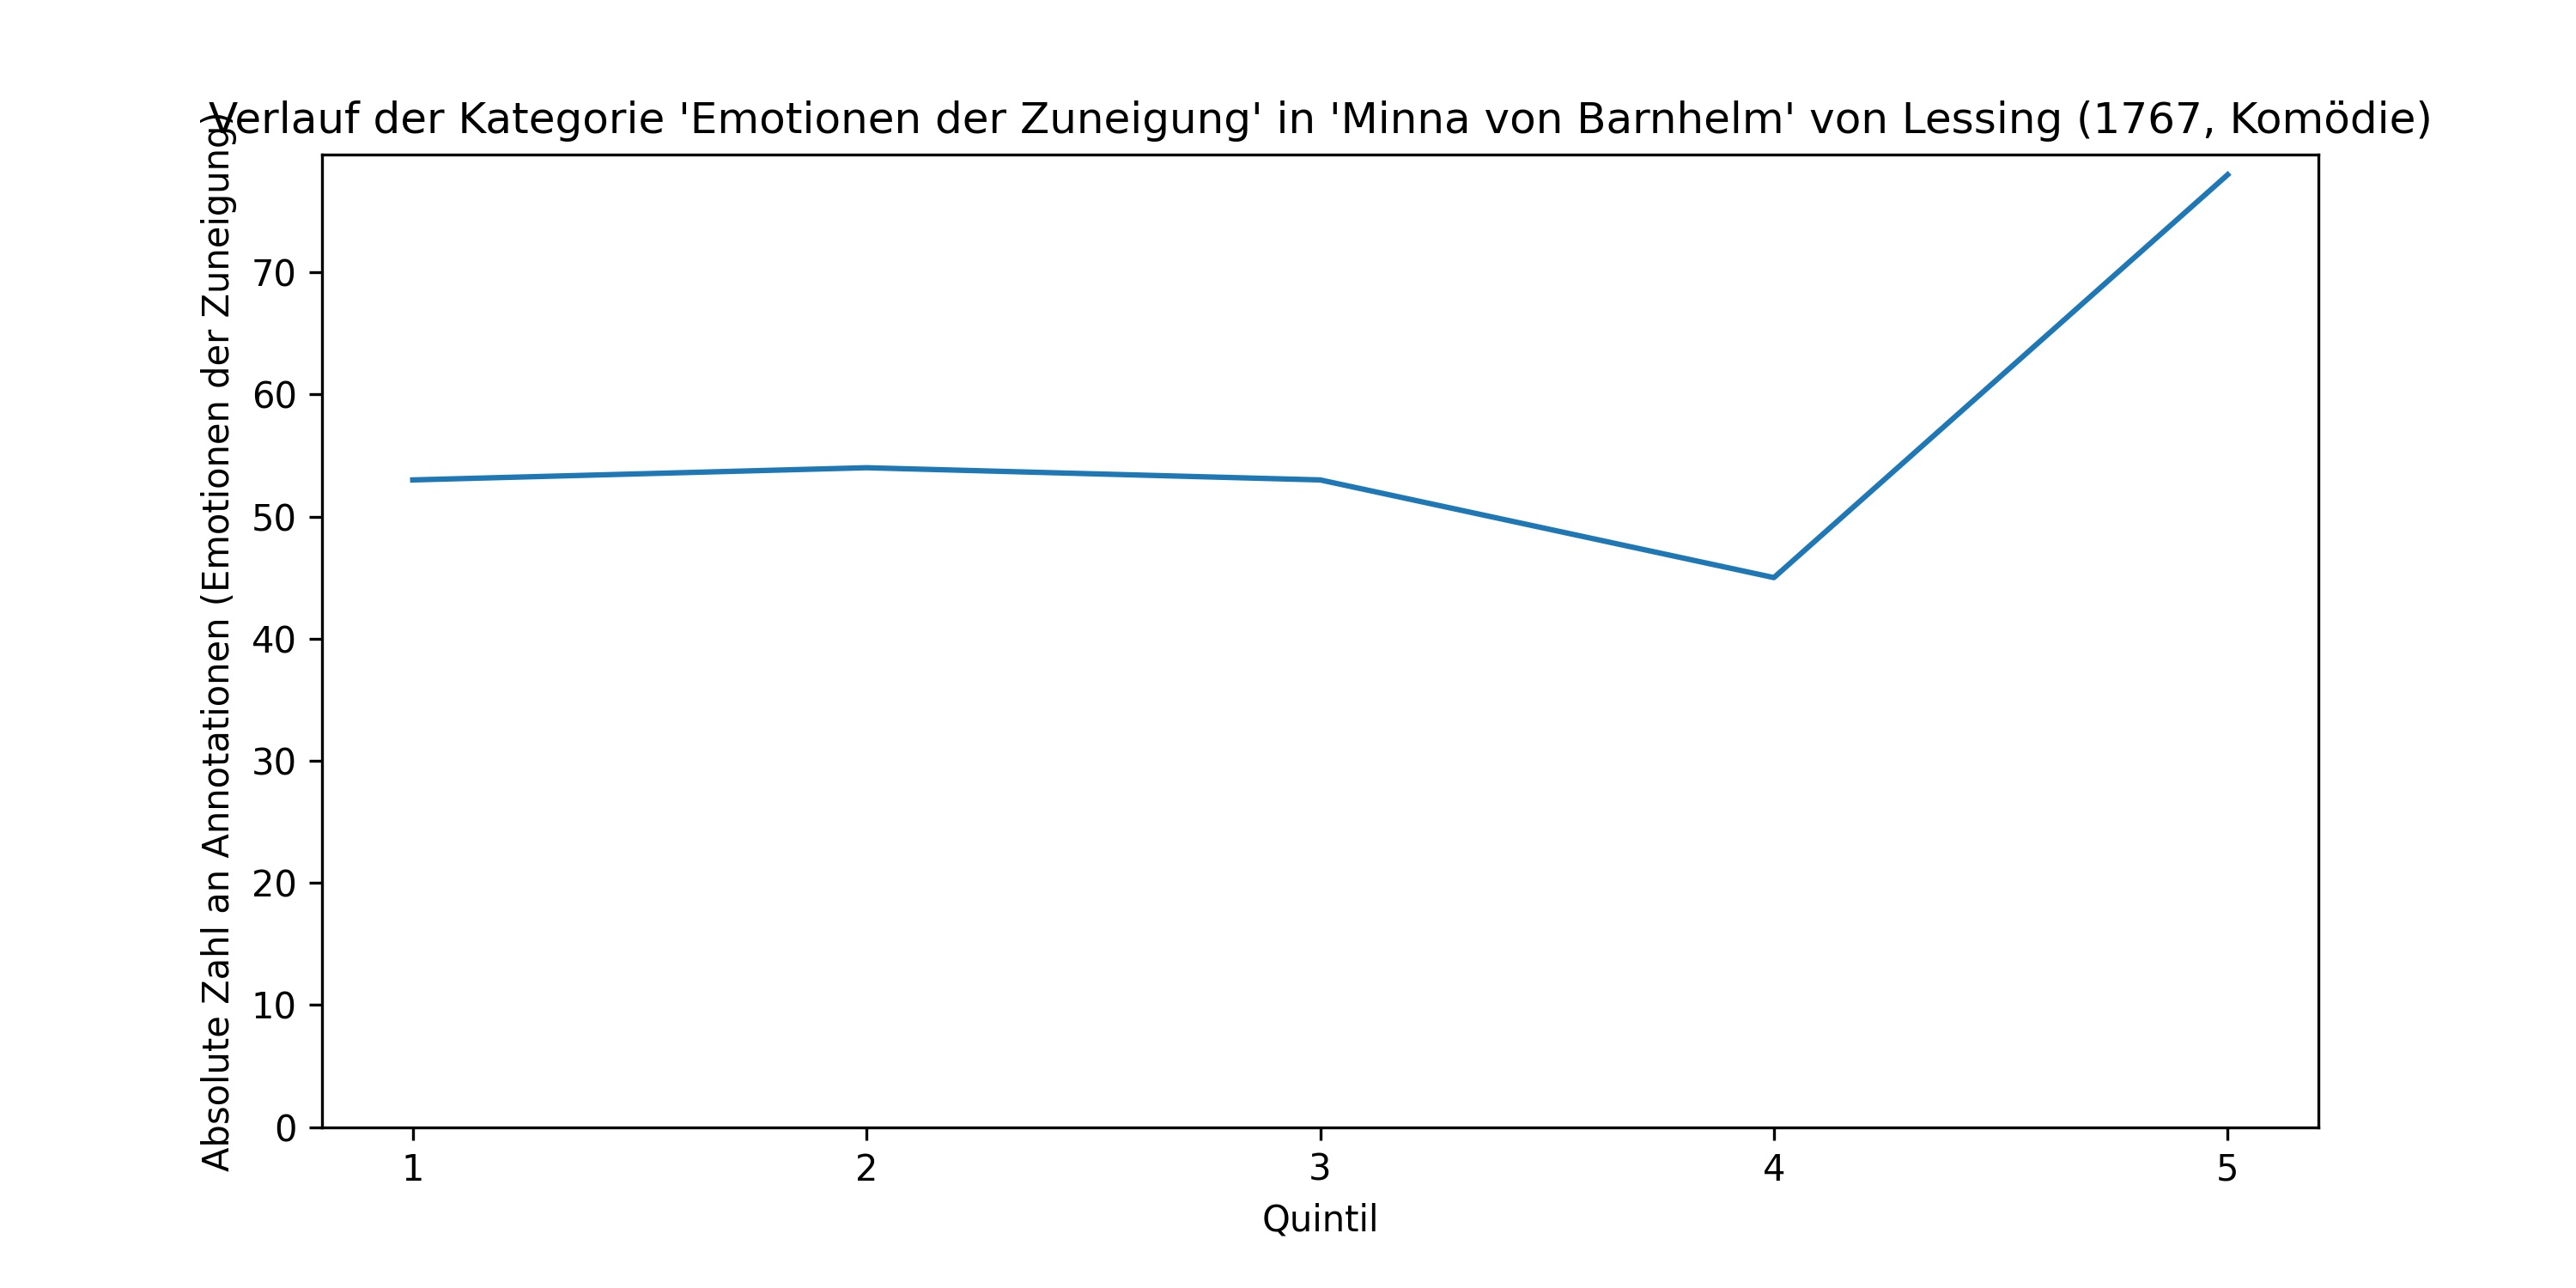 Verlauf der Kategorie 'Emotionen der Zuneigung' in 'Minna von Barnhelm' von Lessing (1767, Komödie)
Absolute Zahl an Annotationen (Emotionen der Zuneigung)
70
60
50
40
30
20
10
0
1 2 3 4 5
Quintil